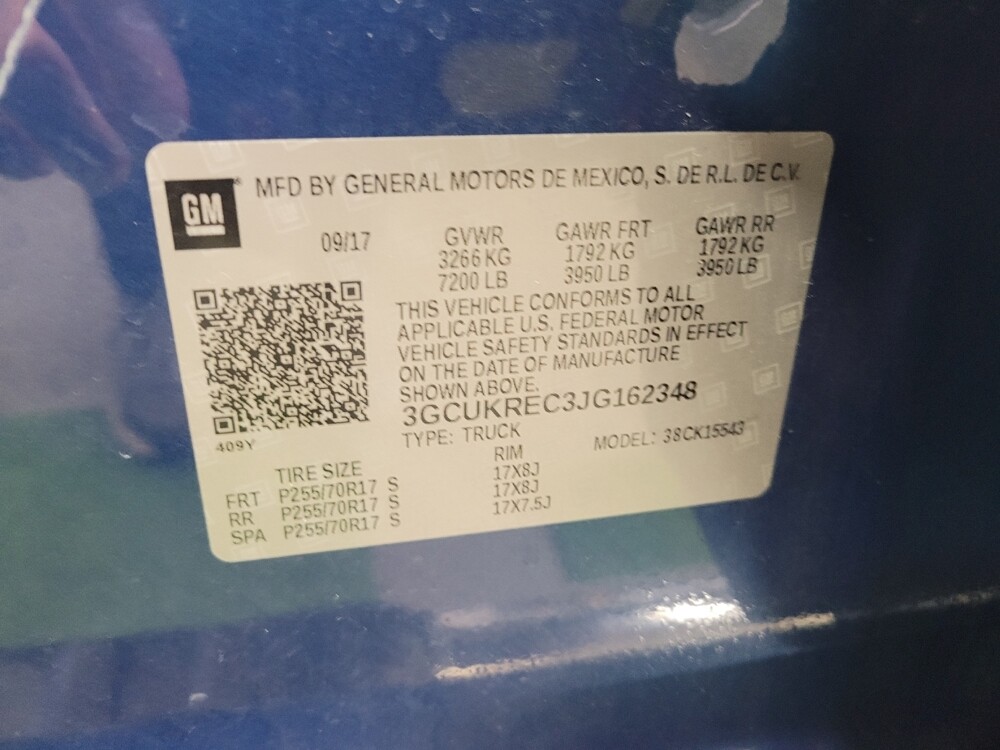 GM
MFD BY GENERAL MOTORS DE MEXICO, S. DE R.L. DE C.V.
09/17
GVWR GAWR FRT GAWR RR
3266 KG 1792 KG 1792 KG
7200 LB 3950 LB 3950 LB
THIS VEHICLE CONFORMS TO ALL
APPLICABLE U.S. FEDERAL MOTOR
VEHICLE SAFETY STANDARDS IN EFFECT
ON THE DATE OF MANUFACTURE
SHOWN ABOVE.
3GCUKREC3JG162348
409Y
TYPE: TRUCK MODEL: 38CK15543
TIRE SIZE RIM
FRT P255/70R17 S 17X8J
RR P255/70R17 S 17X8J
SPA P255/70R17 S 17X7.5J